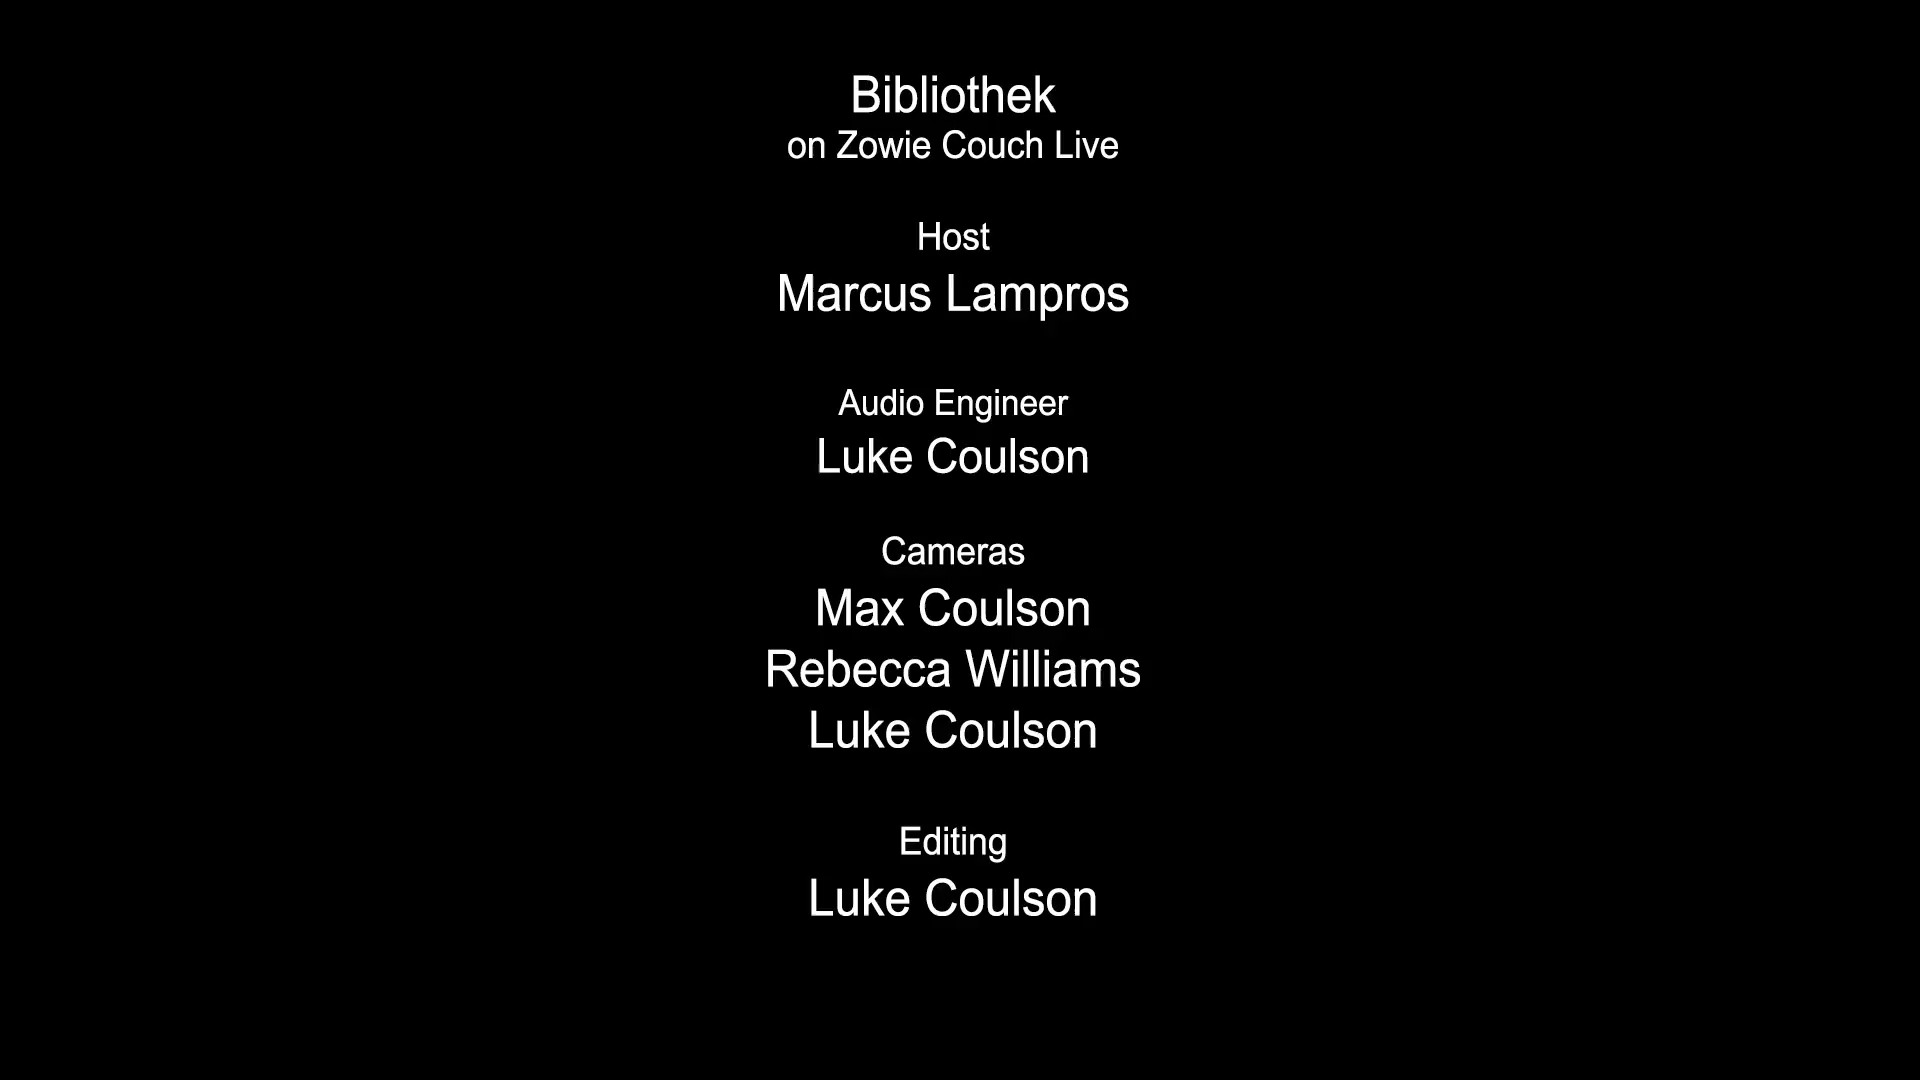 Bibliothek
on Zowie Couch Live
Host
Marcus Lampros
Audio Engineer
Luke Coulson
Cameras
Max Coulson
Rebecca Williams
Luke Coulson
Editing
Luke Coulson